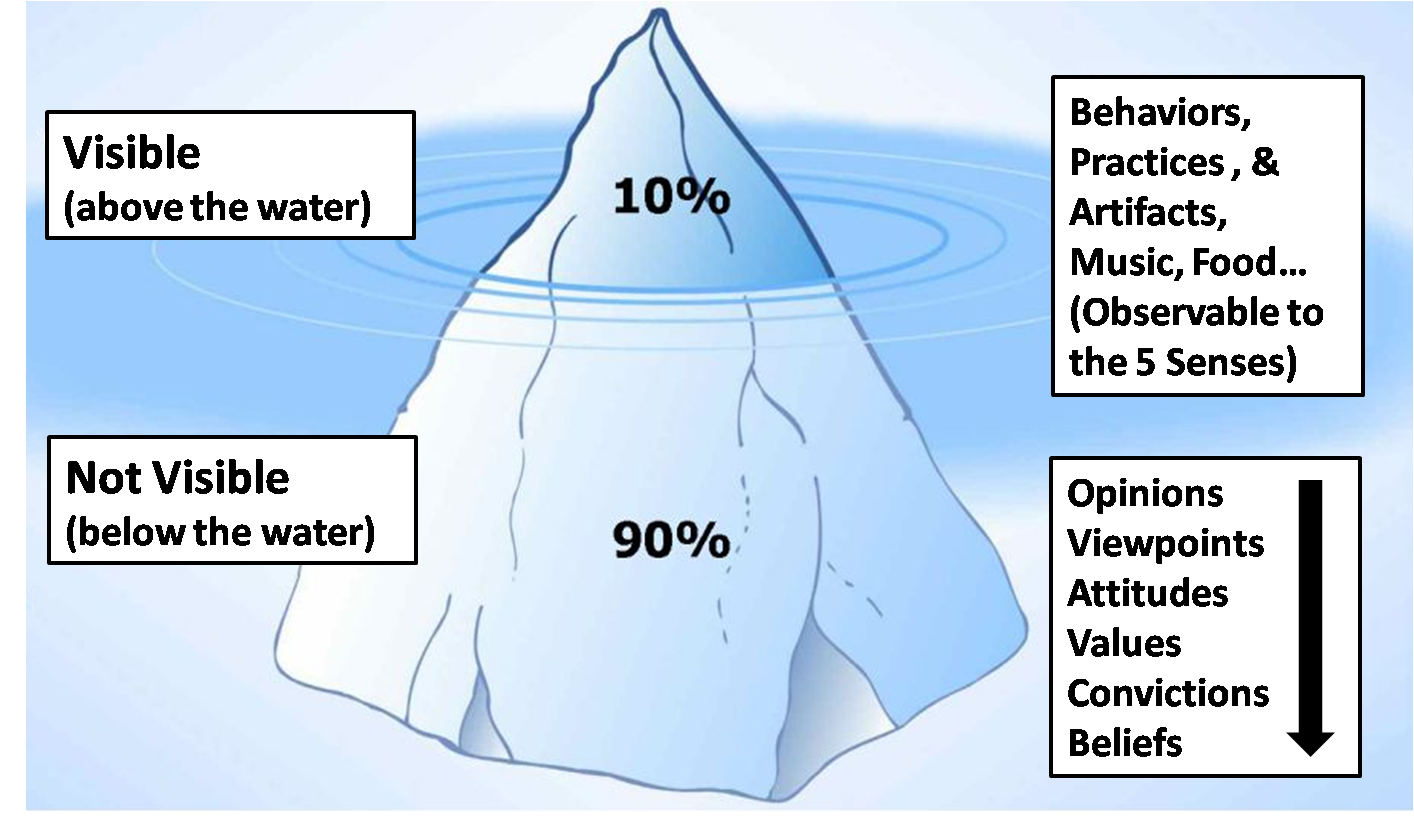 Visible
(above the water)
10%
Behaviors,
Practices , &
Artifacts,
Music, Food…
(Observable to
the 5 Senses)
Not Visible
(below the water)
90%
Opinions
Viewpoints
Attitudes
Values
Convictions
Beliefs